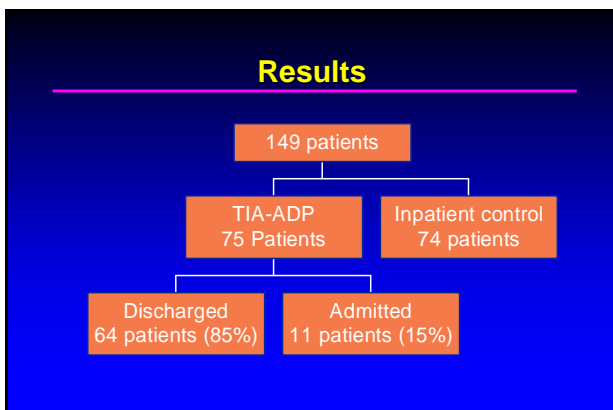 Results
149 patients
TIA-ADP
75 Patients
Inpatient control
74 patients
Discharged
64 patients (85%)
Admitted
11 patients (15%)